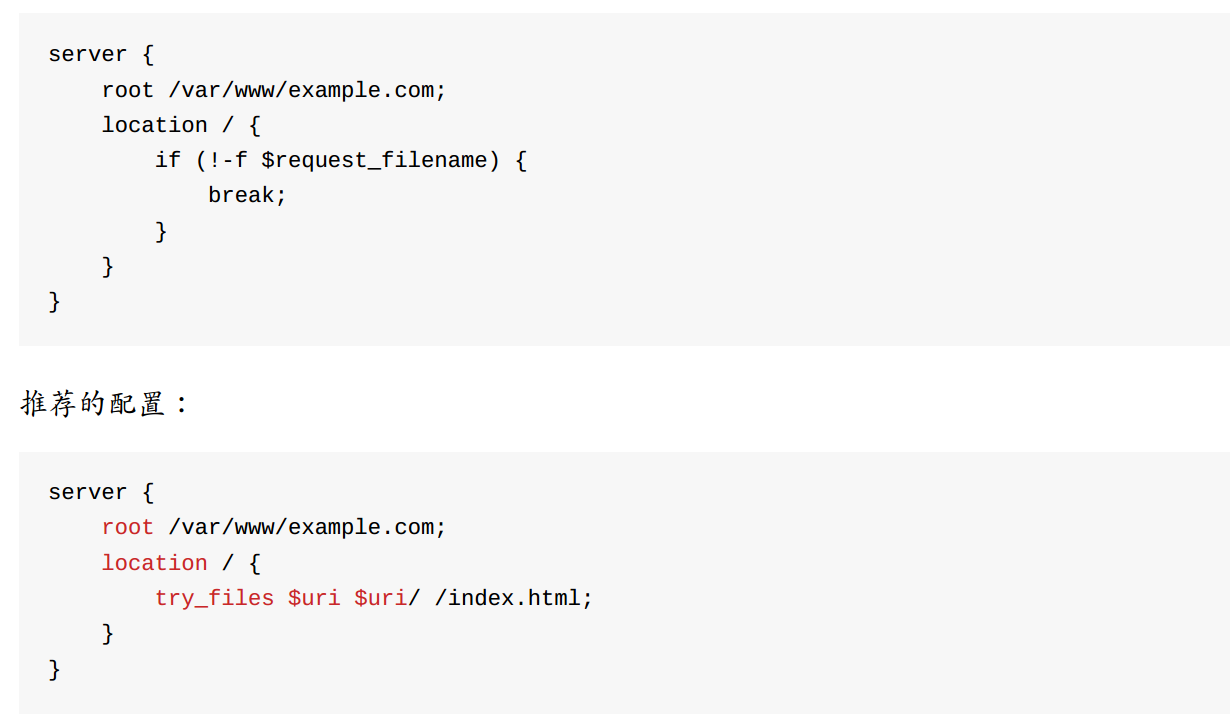 server {
root /var/www/example.com;
location / {
if (!-f $request_filename) {
break;
}
}
}
推荐的配置：
server {
root /var/www/example.com;
location / {
try_files $uri $uri/ /index.html;
}
}